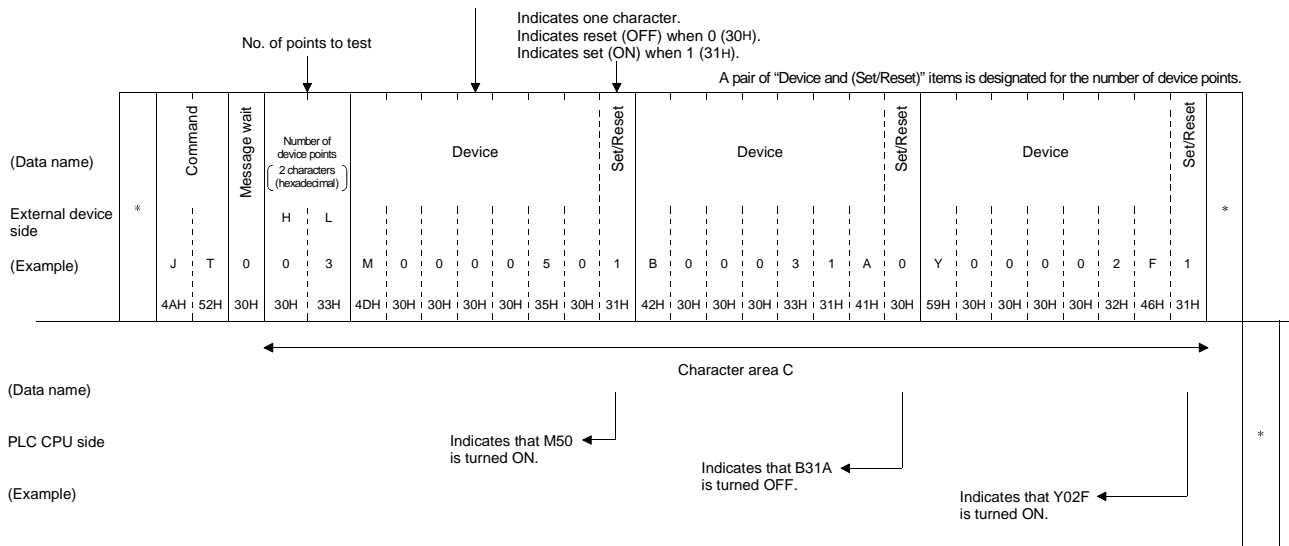 Indicates one character.
Indicates reset (OFF) when 0 (30H).
Indicates set (ON) when 1 (31H).
No. of points to test
A pair of “Device and (Set/Reset)” items is designated for the number of device points.
(Data name)
Command
Message wait
Number of
device points
2 characters
(hexadecimal)
Device
Set/Reset
Device
Set/Reset
Device
Set/Reset
External device
side
*
H L
*
(Example)
J T 0 0 3 M 0 0 0 0 5 0 1 B 0 0 0 3 1 A 0 Y 0 0 0 0 2 F 1
4AH 52H 30H 30H 33H 4DH 30H 30H 30H 30H 35H 30H 31H 42H 30H 30H 30H 33H 31H 41H 30H 59H 30H 30H 30H 30H 32H 46H 31H
Character area C
(Data name)
PLC CPU side
*
Indicates that M50
is turned ON.
Indicates that B31A
is turned OFF.
(Example)
Indicates that Y02F
is turned ON.